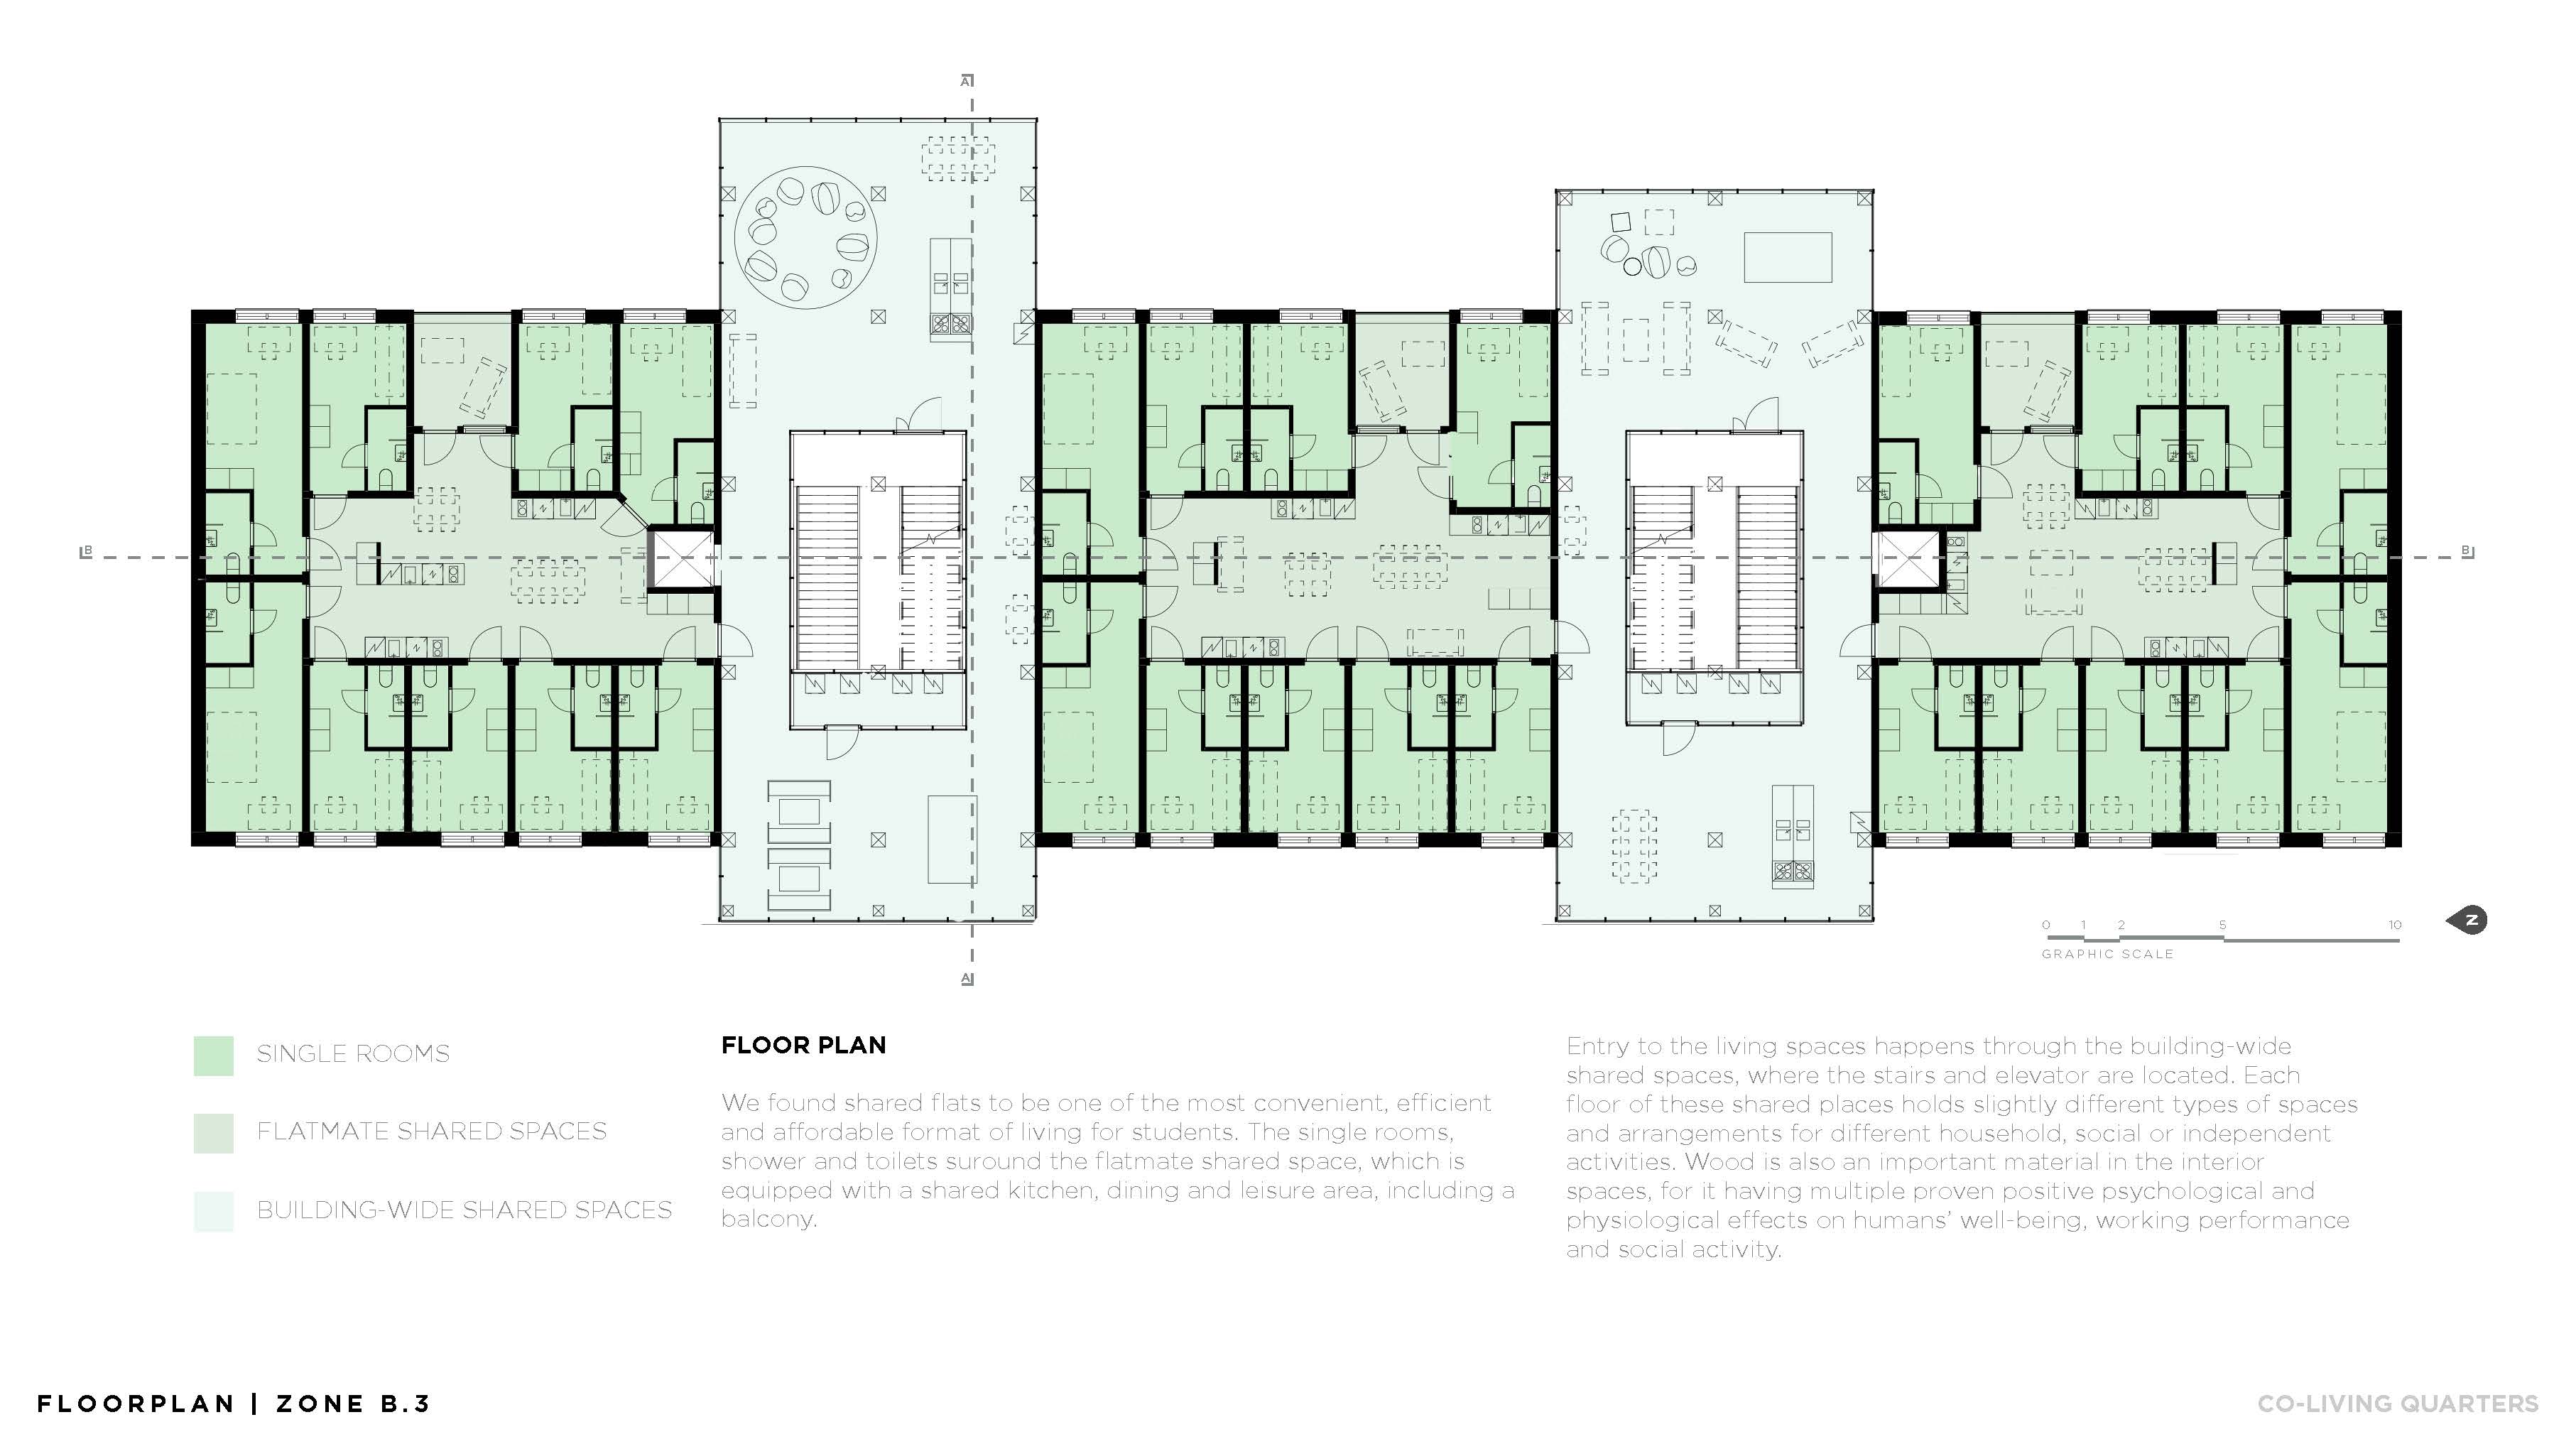 A
B
B
0 1 2 5 10
GRAPHIC SCALE
N
A
SINGLE ROOMS
FLATMATE SHARED SPACES
BUILDING-WIDE SHARED SPACES
FLOOR PLAN
We found shared flats to be one of the most convenient, efficient
and affordable format of living for students. The single rooms,
shower and toilets suround the flatmate shared space, which is
equipped with a shared kitchen, dining and leisure area, including a
balcony.
Entry to the living spaces happens through the building-wide
shared spaces, where the stairs and elevator are located. Each
floor of these shared places holds slightly different types of spaces
and arrangements for different household, social or independent
activities. Wood is also an important material in the interior
spaces, for it having multiple proven positive psychological and
physiological effects on humans’ well-being, working performance
and social activity.
FLOORPLAN | ZONE B.3
CO-LIVING QUARTERS